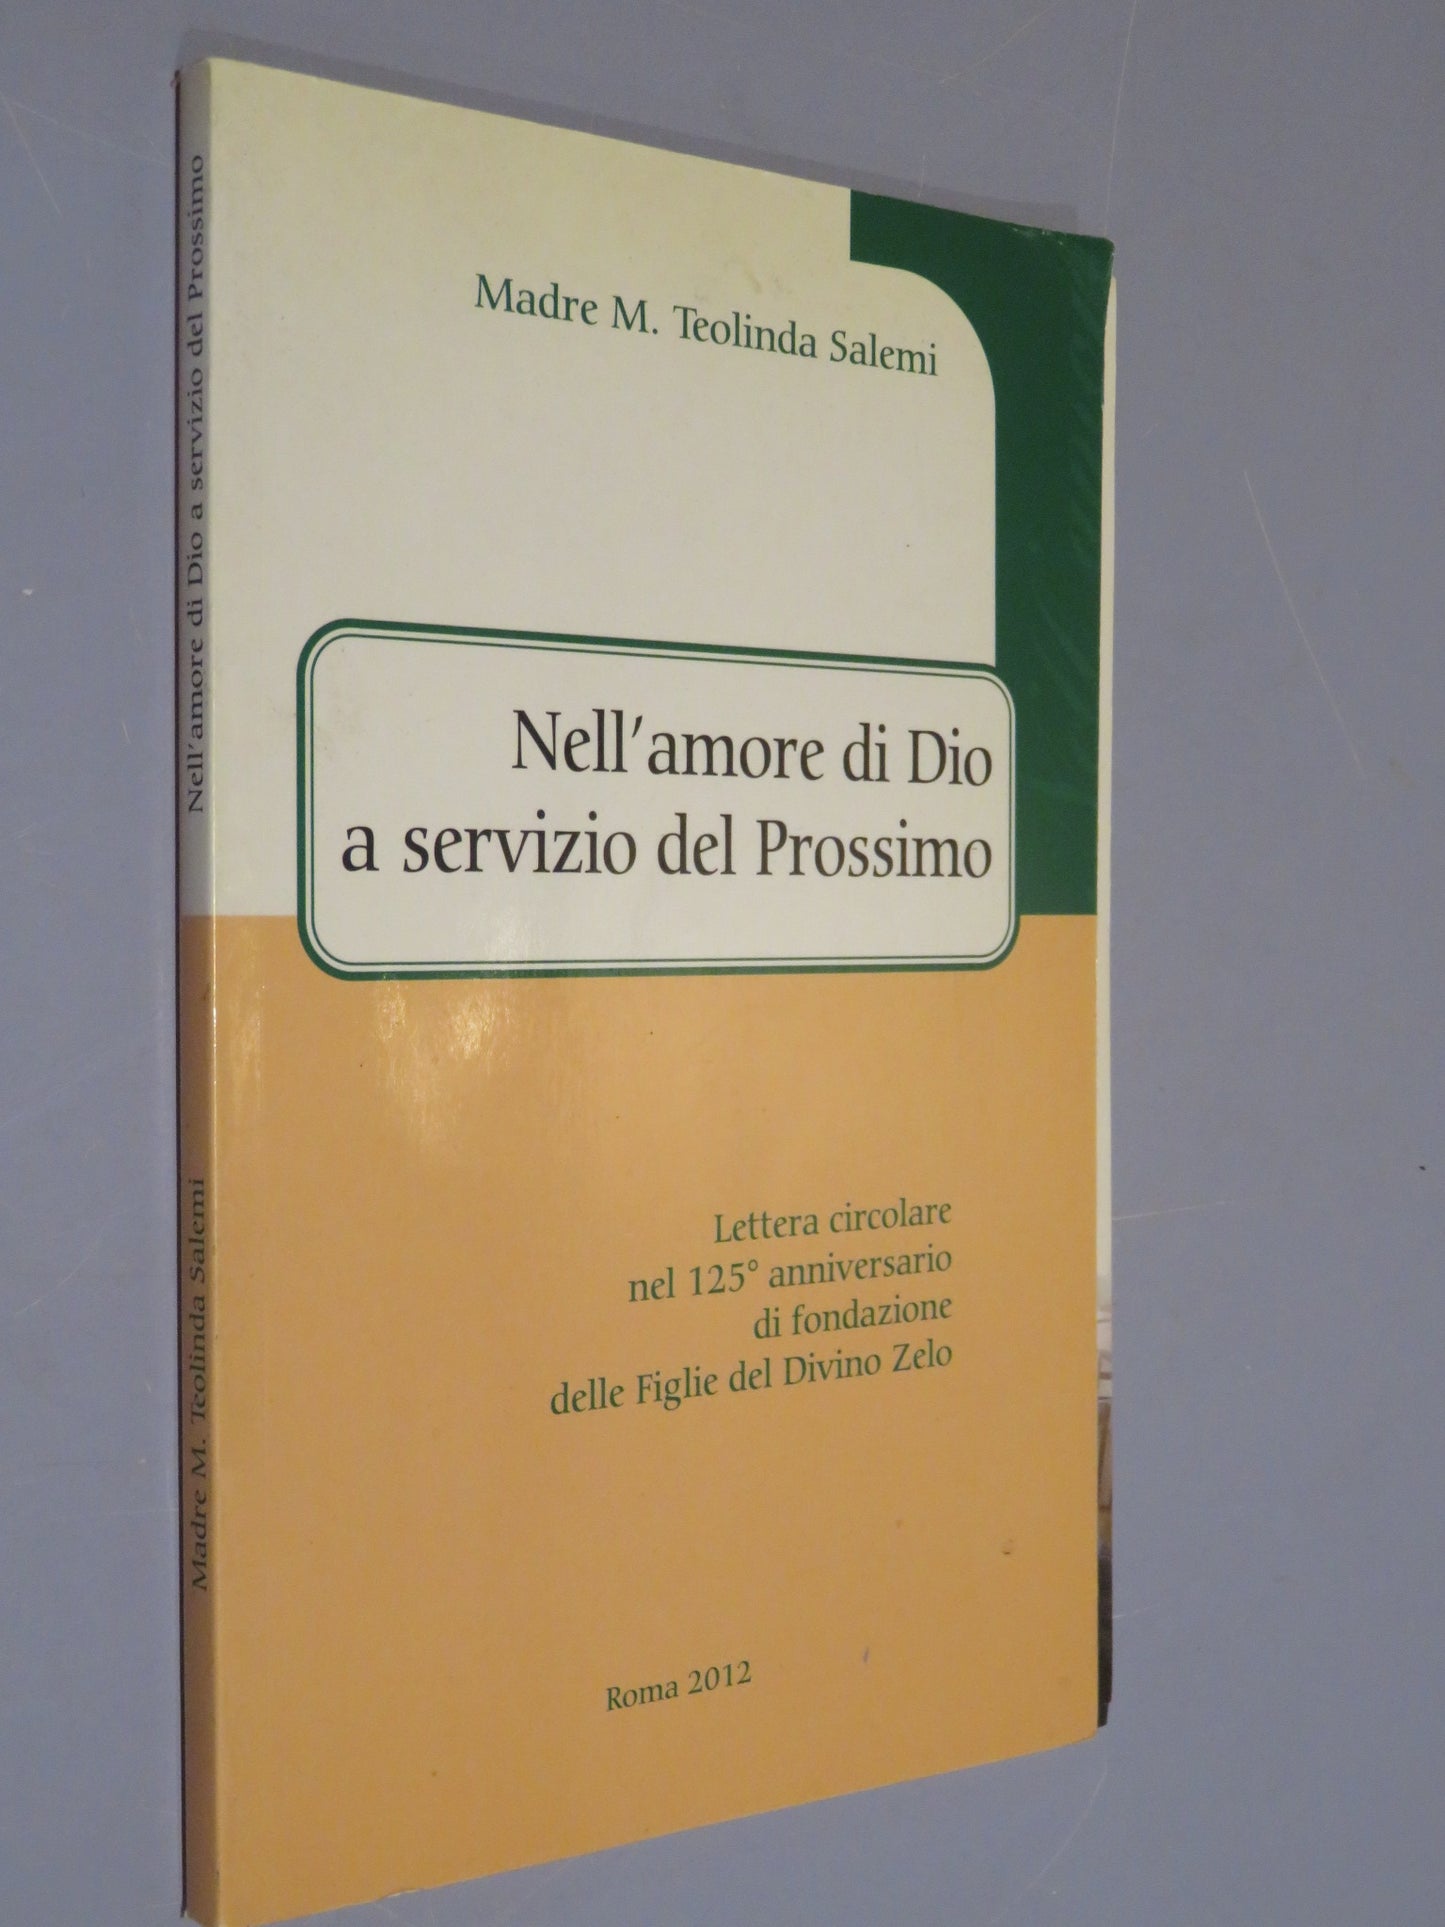 Madre M. Teolinda Salemi
Nell'amore di Dio
a servizio del Prossimo
Lettera circolare
nel 125° anniversario
di fondazione
delle Figlie del Divino Zelo
Roma 2012
Madre M. Teolinda Salemi
Nell'amore di Dio a servizio del Prossimo